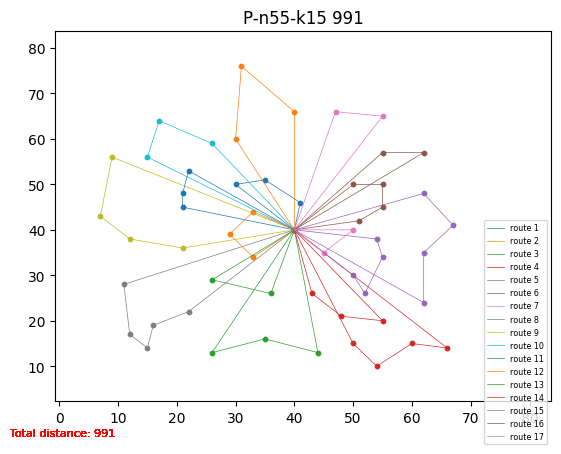 P-n55-k15 991
80
70
60
50
40
30
20
10
0 10 20 30 40 50 60 70 80
route 1
route 2
route 3
route 4
route 5
route 6
route 7
route 8
route 9
route 10
route 11
route 12
route 13
route 14
route 15
route 16
route 17
Total distance: 991